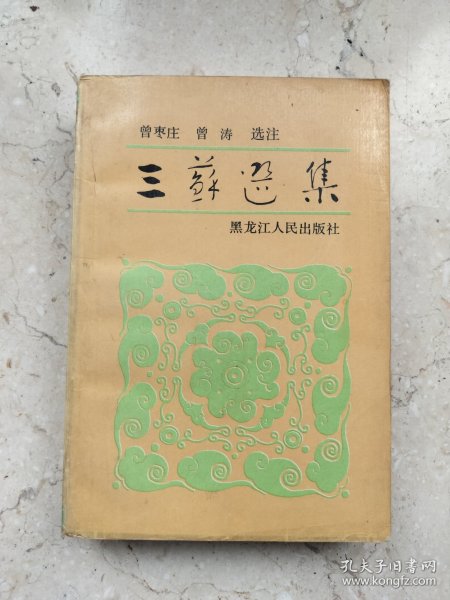 曾枣庄 曾涛 选注
三蘇選集
黑龙江人民出版社
孔夫子旧书网
www.kongfz.com